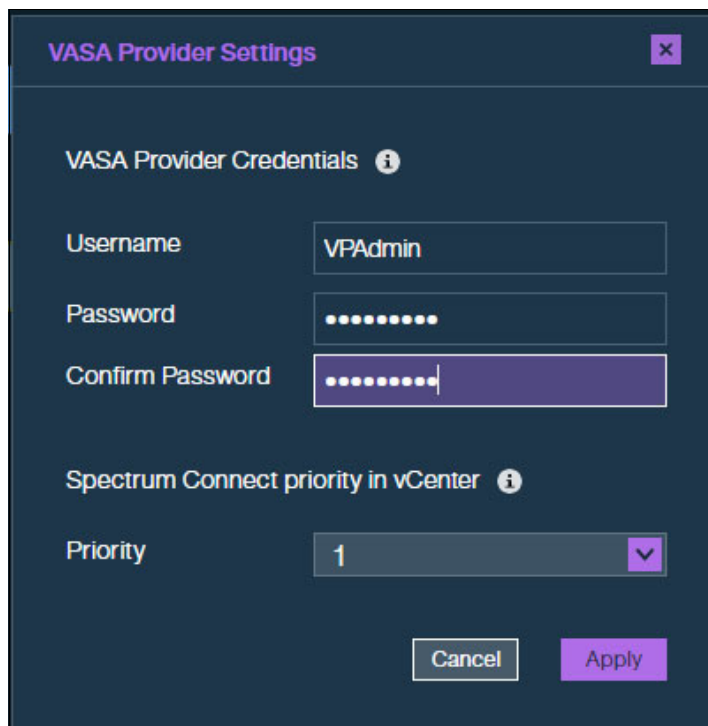 VASA Provider Settings
VASA Provider Credentials
Username VPAdmin
Password •••••••••
Confirm Password •••••••••
Spectrum Connect priority in vCenter
Priority 1
Cancel Apply